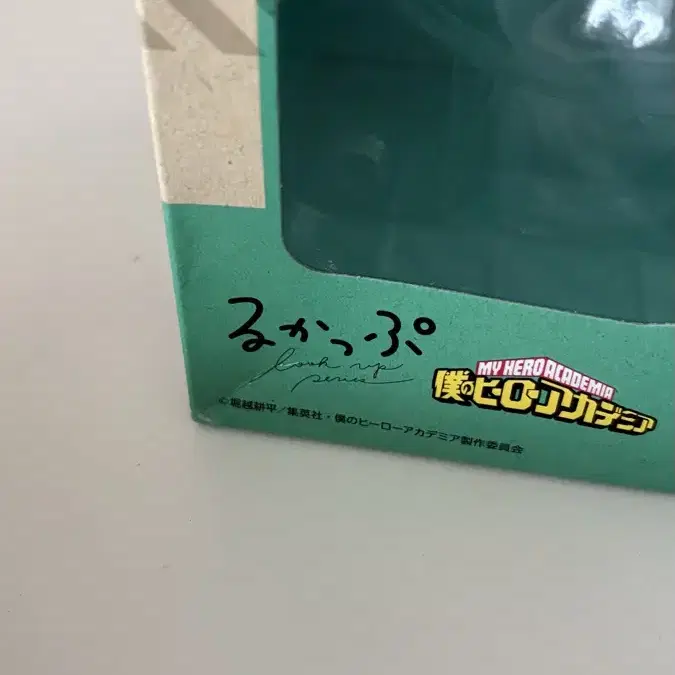 るかっぷ
look up
series
MY HERO ACADEMIA
僕のヒーローアカデミア
©堀越耕平／集英社・僕のヒーローアカデミア製作委員会